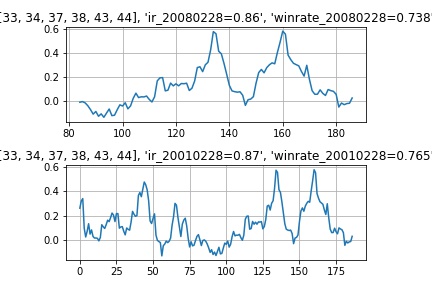 [33, 34, 37, 38, 43, 44], 'ir_20080228=0.86', 'winrate_20080228=0.738'
0.6
0.4
0.2
0.0
80 100 120 140 160 180
[33, 34, 37, 38, 43, 44], 'ir_20010228=0.87', 'winrate_20010228=0.765'
0.6
0.4
0.2
0.0
0 25 50 75 100 125 150 175